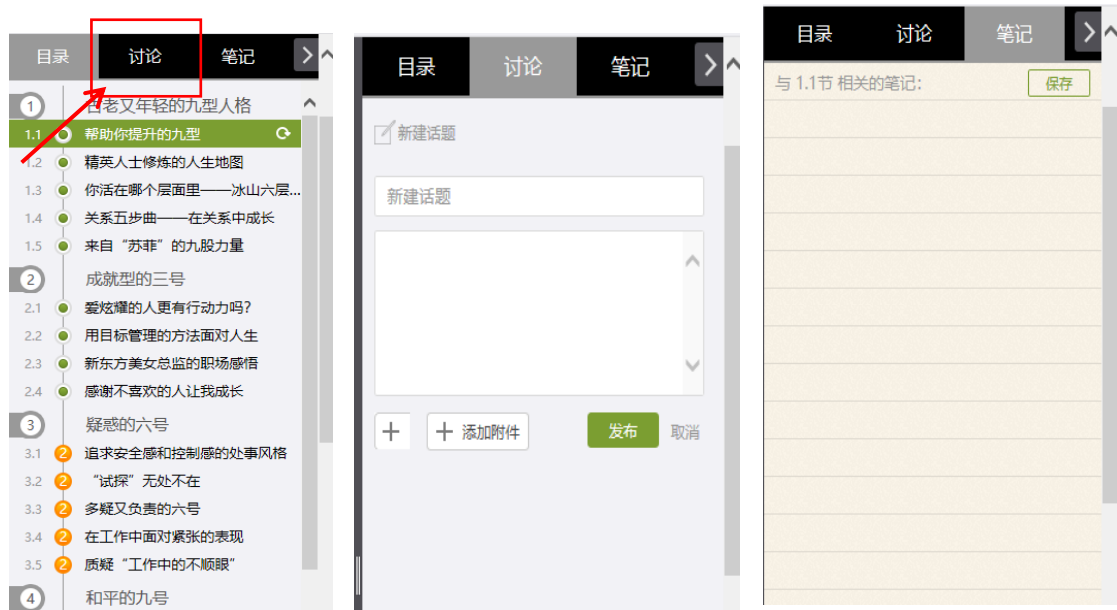 目录 讨论 笔记
1 古老又年轻的九型人格
1.1 帮助你提升的九型
1.2 精英人士修炼的人生地图
1.3 你活在哪个层面里——冰山六层...
1.4 关系五步曲——在关系中成长
1.5 来自“苏菲”的九股力量
2 成就型的三号
2.1 爱炫耀的人更有行动力吗?
2.2 用目标管理的方法面对人生
2.3 新东方美女总监的职场感悟
2.4 感谢不喜欢的人让我成长
3 疑惑的六号
3.1 2 追求安全感和控制感的处事风格
3.2 2 “试探”无处不在
3.3 2 多疑又负责的六号
3.4 2 在工作中面对紧张的表现
3.5 2 质疑“工作中的不顺眼”
4 和平的九号
目录 讨论 笔记
新建话题
新建话题
添加附件 发布 取消
目录 讨论 笔记
与 1.1节 相关的笔记: 保存